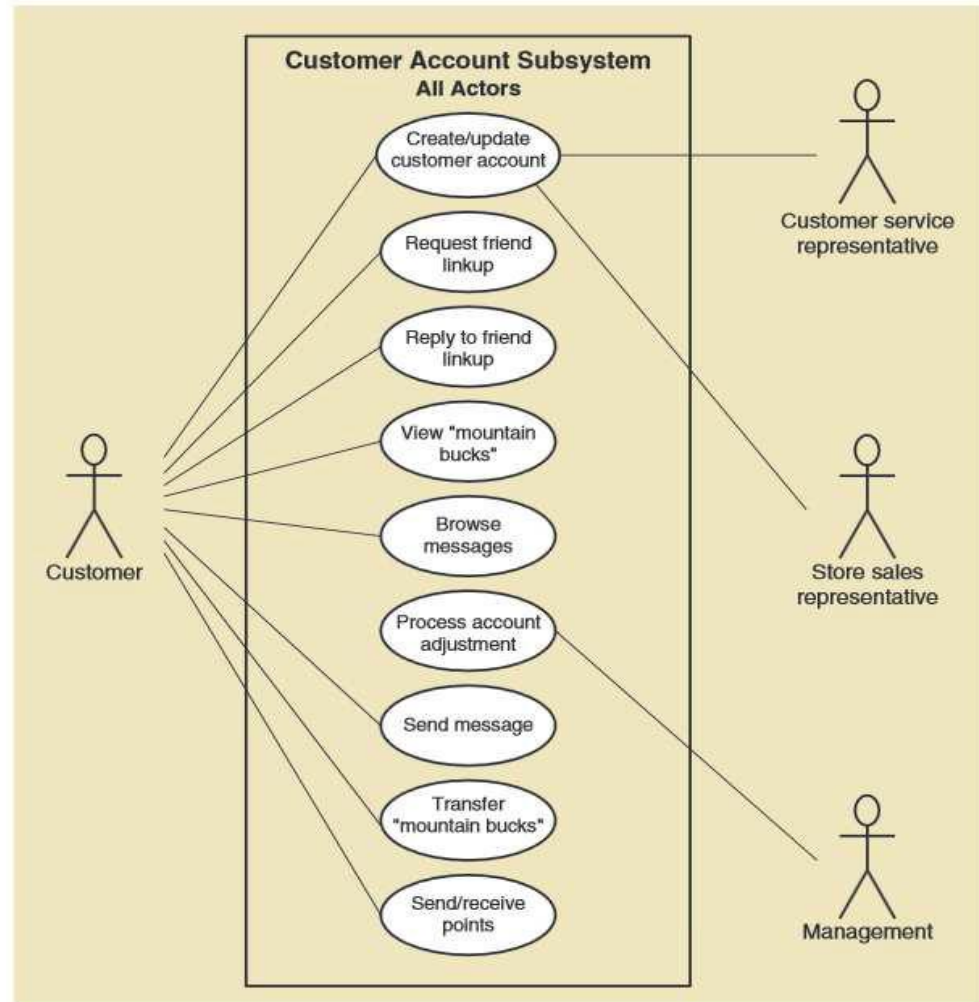 Customer Account Subsystem
All Actors
Create/update
customer account
Request friend
linkup
Reply to friend
linkup
View "mountain
bucks"
Browse
messages
Process account
adjustment
Send message
Transfer
"mountain bucks"
Send/receive
points
Customer
Customer service
representative
Store sales
representative
Management